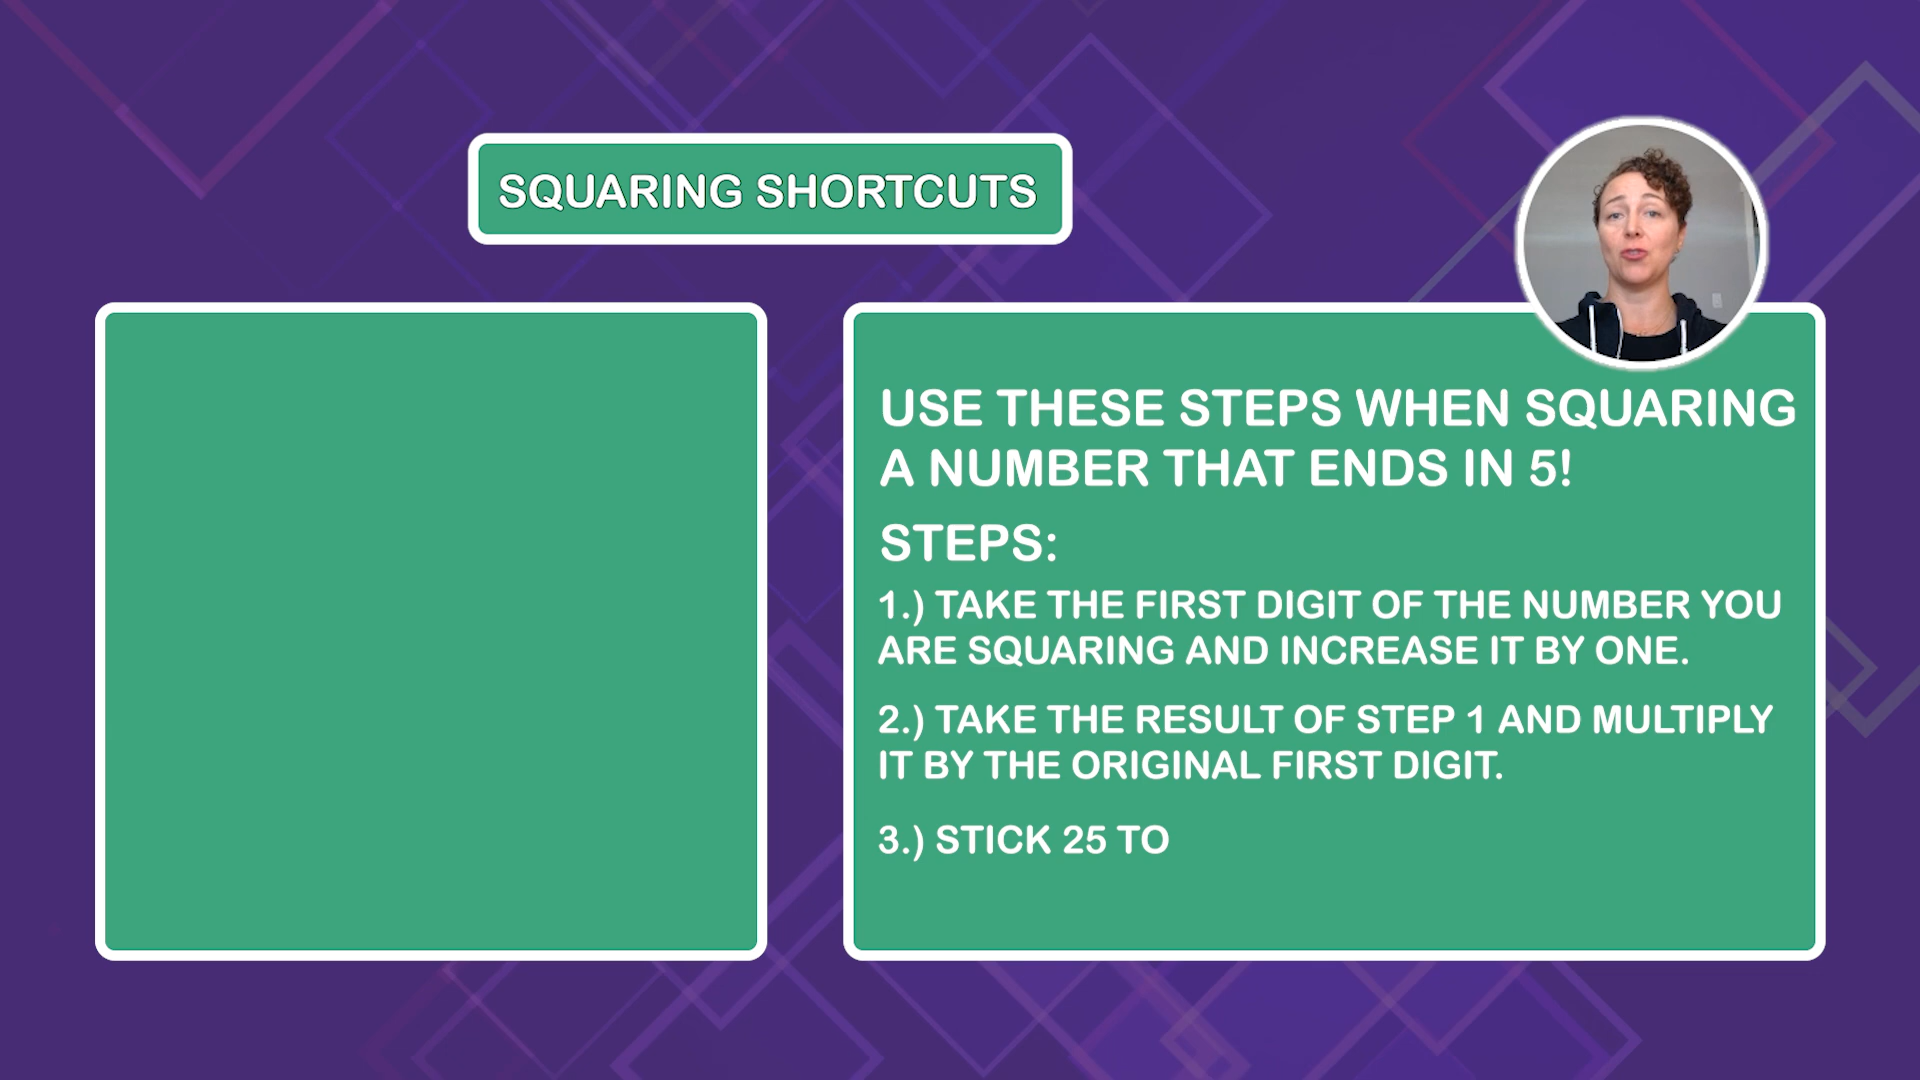 SQUARING SHORTCUTS
USE THESE STEPS WHEN SQUARING
A NUMBER THAT ENDS IN 5!
STEPS:
1.) TAKE THE FIRST DIGIT OF THE NUMBER YOU
ARE SQUARING AND INCREASE IT BY ONE.
2.) TAKE THE RESULT OF STEP 1 AND MULTIPLY
IT BY THE ORIGINAL FIRST DIGIT.
3.) STICK 25 TO